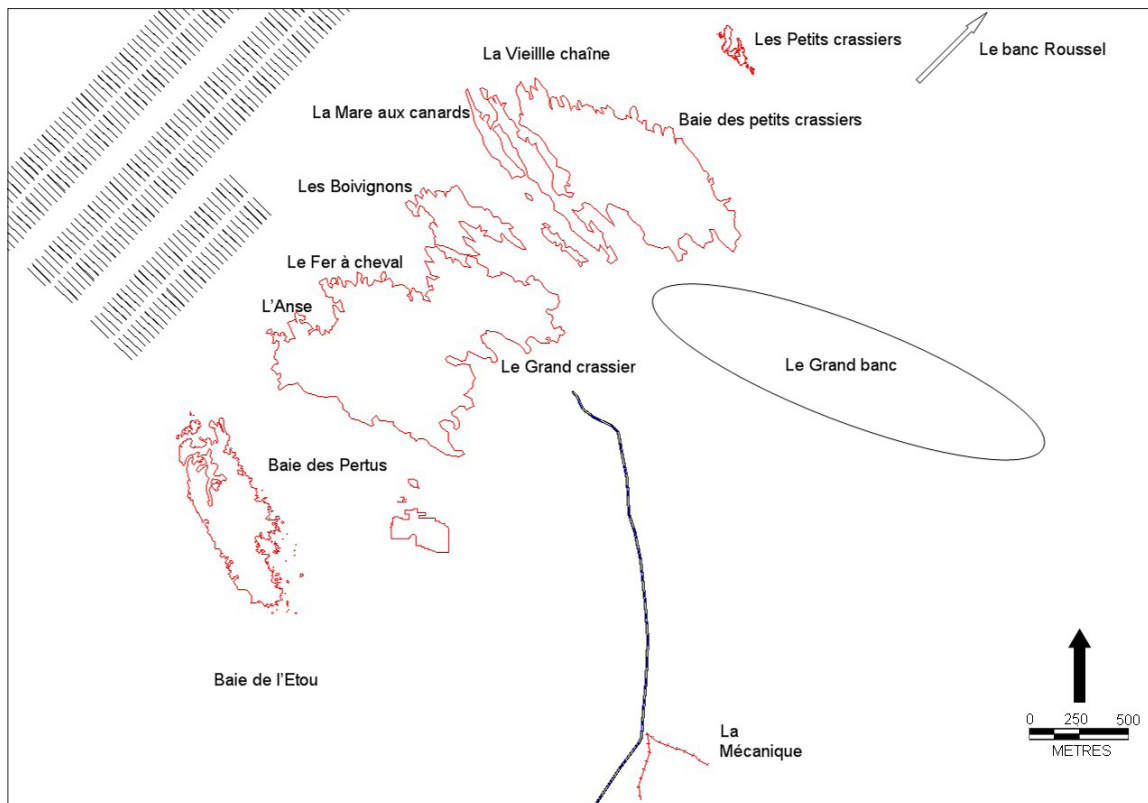 Les Petits crassiers
Le banc Roussel
La Vieillle chaîne
La Mare aux canards
Baie des petits crassiers
Les Boivignons
Le Fer à cheval
L'Anse
Le Grand crassier
Le Grand banc
Baie des Pertus
Baie de l'Etou
La
Mécanique
0 250 500
METRES